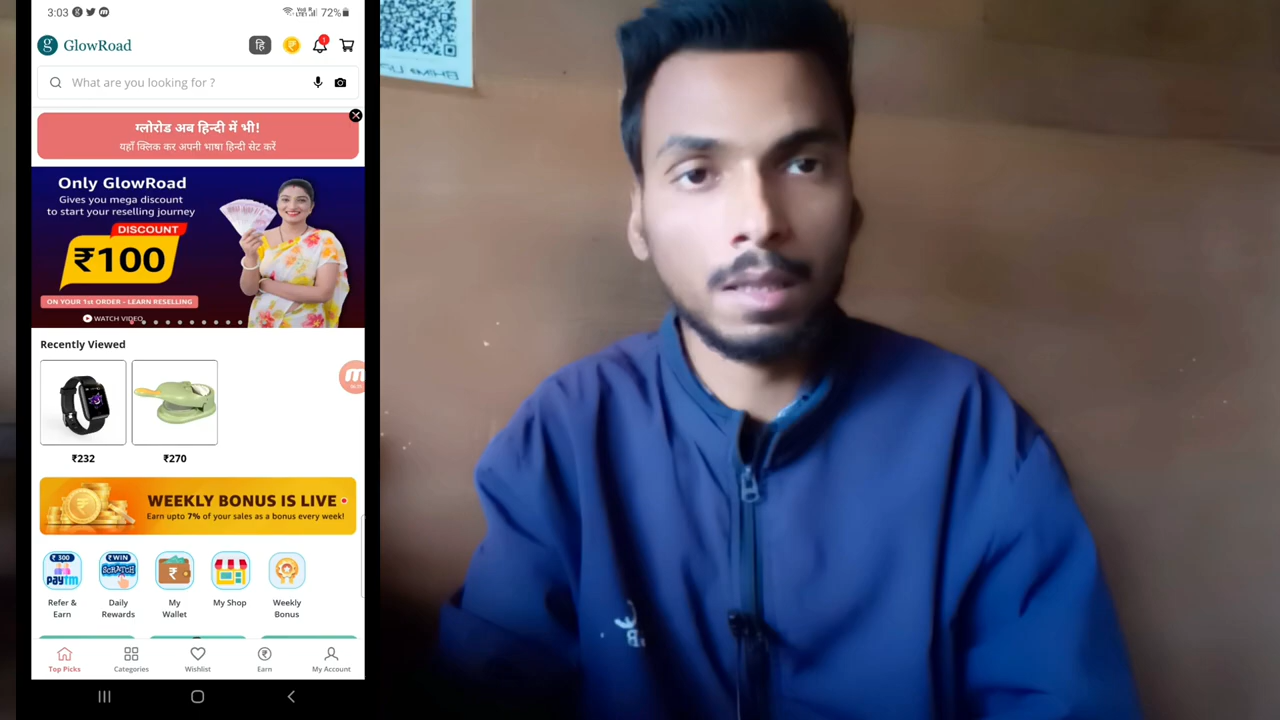 3:03
72%
g GlowRoad
हि
1
What are you looking for ?
ग्लोरोड अब हिन्दी में भी!
यहाँ क्लिक कर अपनी भाषा हिन्दी सेट करें
Only GlowRoad
Gives you mega discount
to start your reselling journey
DISCOUNT
₹100
ON YOUR 1st ORDER - LEARN RESELLING
WATCH VIDEO
Recently Viewed
₹232
₹270
WEEKLY BONUS IS LIVE
Earn upto 7% of your sales as a bonus every week!
₹ 300
paytm
₹ WIN
SCRATCH
Refer &
Earn
Daily
Rewards
My
Wallet
My Shop
Weekly
Bonus
Top Picks
Categories
Wishlist
Earn
My Account